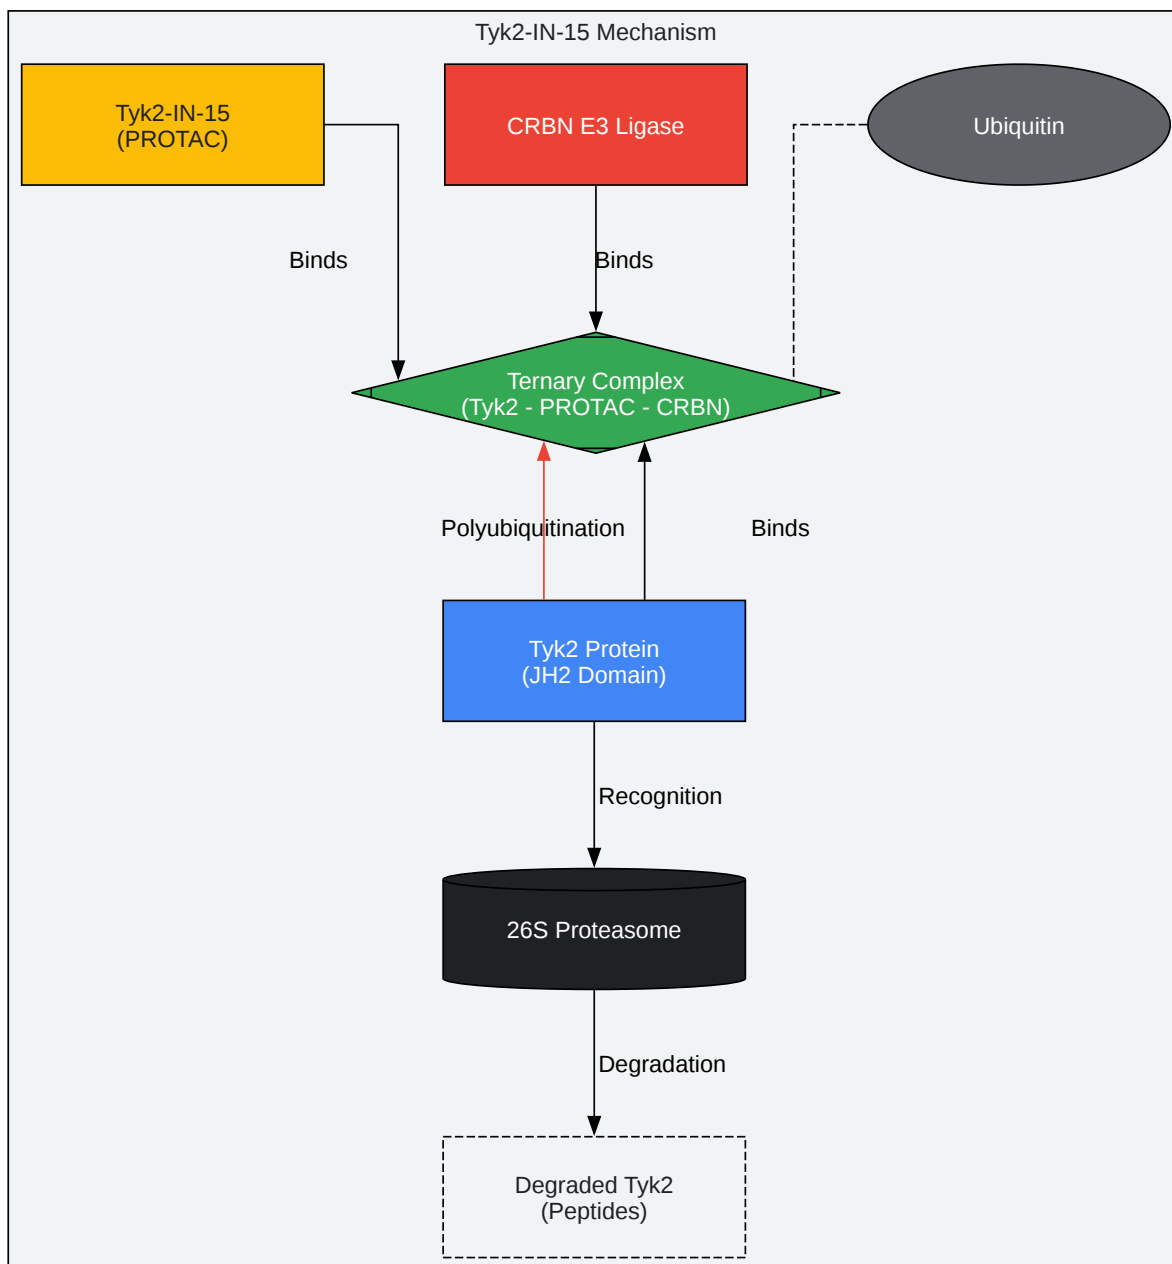 Tyk2-IN-15 Mechanism
Tyk2-IN-15
(PROTAC)
CRBN E3 Ligase
Ubiquitin
Binds
Binds
Ternary Complex
(Tyk2 - PROTAC - CRBN)
Polyubiquitination
Binds
Tyk2 Protein
(JH2 Domain)
Recognition
26S Proteasome
Degradation
Degraded Tyk2
(Peptides)